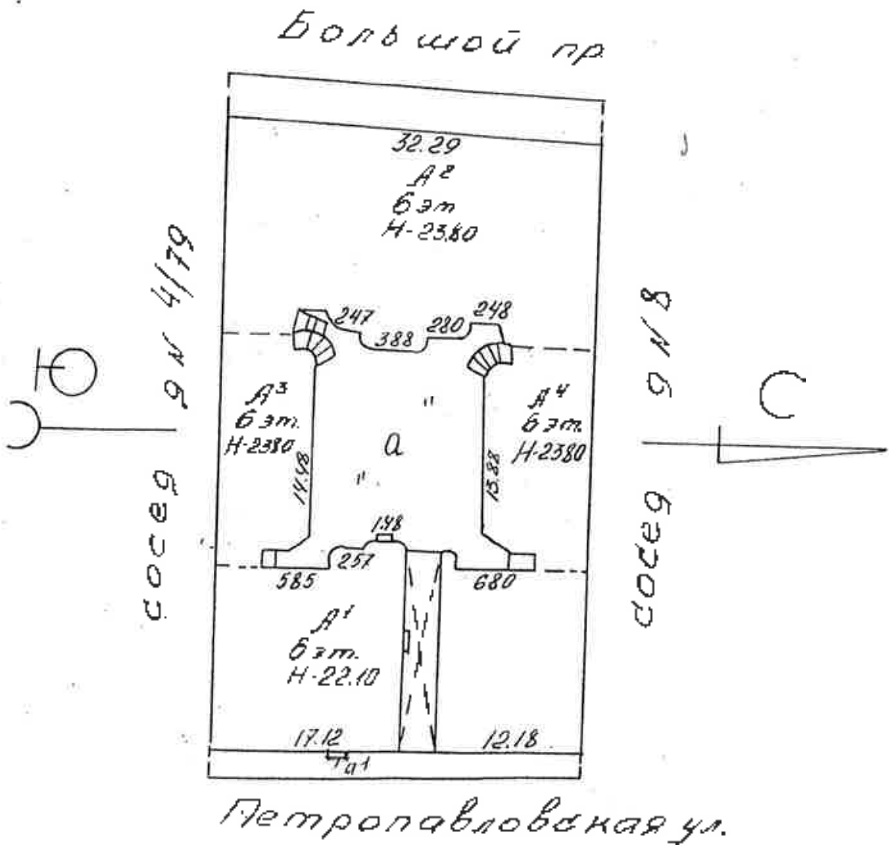 Большой пр
32.29
А²
6 эт
Н-23.80
247
388
280
248
сосед д N 4/79
Ю
А³
6 эт.
Н-2380
14.48
а
А⁴
6 эт.
Н-2380
13.88
сосед д N 8
С
1.48
585
257
680
А¹
6 эт.
Н-22.10
17.12
12.18
а1
Петропавловская ул.